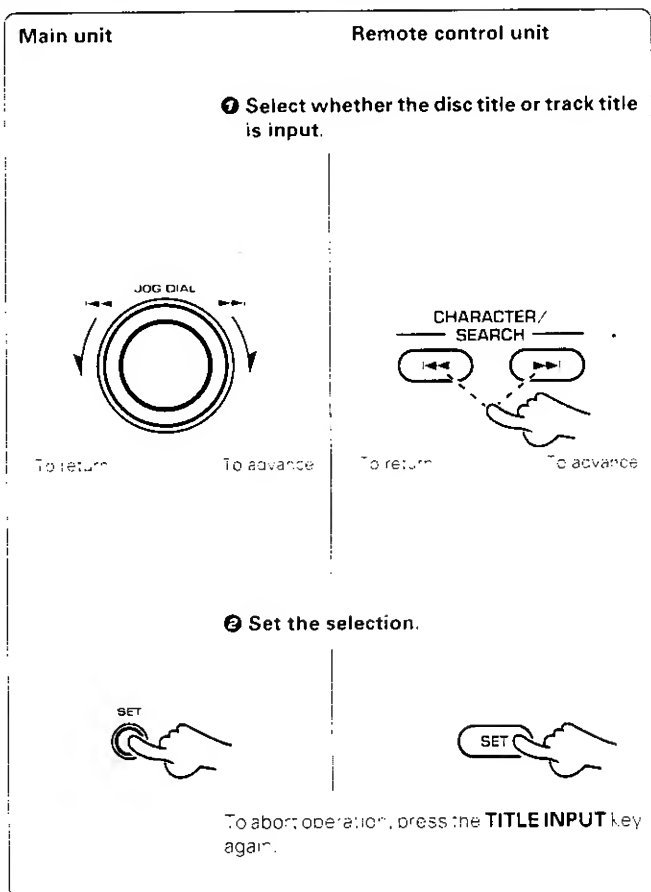 Main unit
Remote control unit
❶ Select whether the disc title or track title
is input.
JOG DIAL
CHARACTER/
SEARCH
To return
To advance
To return
To advance
❷ Set the selection.
SET
SET
To abort operation, press the TITLE INPUT key
again.